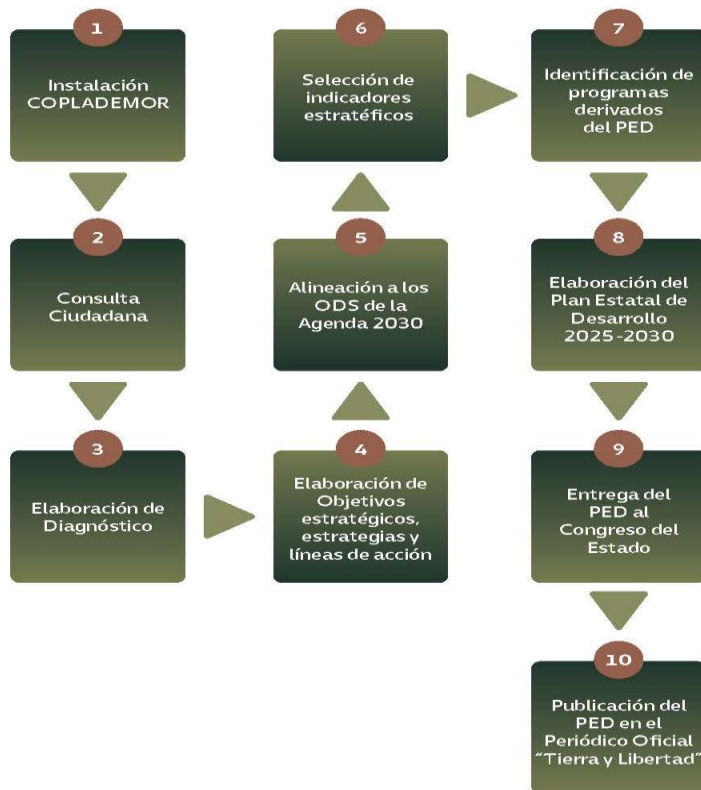 1
Instalación
COPLADEMOR
2
Consulta
Ciudadana
3
Elaboración de
Diagnóstico
4
Elaboración de
Objetivos
estratégicos,
estrategias y
líneas de acción
5
Alineación a los
ODS de la
Agenda 2030
6
Selección de
indicadores
estratéficos
7
Identificación de
programas
derivados
del PED
8
Elaboración del
Plan Estatal de
Desarrollo
2025-2030
9
Entrega del
PED al
Congreso del
Estado
10
Publicación del
PED en el
Periódico Oficial
“Tierra y Libertad”